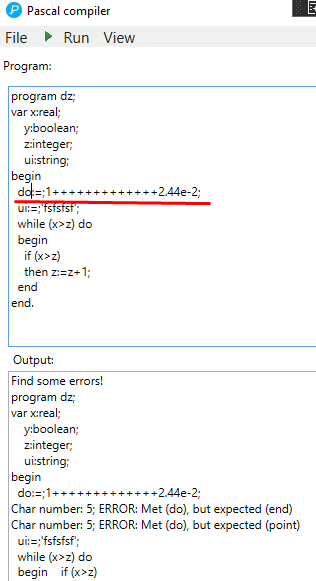 Pascal compiler
File Run View
Program:
program dz;
var x:real;
y:boolean;
z:integer;
ui:string;
begin
do:=;1+++++++++++++2.44e-2;
ui:=;'fsfsfsf';
while (x>z) do
begin
if (x>z)
then z:=z+1;
end
end.
Output:
Find some errors!
program dz;
var x:real;
y:boolean;
z:integer;
ui:string;
begin
do:=;1+++++++++++++2.44e-2;
Char number: 5; ERROR: Met (do), but expected (end)
Char number: 5; ERROR: Met (do), but expected (point)
ui:=;'fsfsfsf';
while (x>z) do
begin if (x>z)